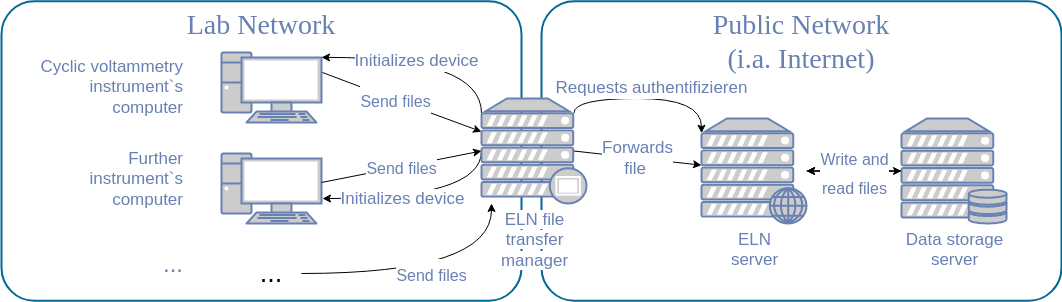 Lab Network
Public Network
(i.a. Internet)
Cyclic voltammetry
instrument`s
computer
Initializes device
Send files
Requests authentifizieren
Further
instrument`s
computer
Send files
Initializes device
Forwards
file
Write and
read files
ELN file
transfer
manager
ELN
server
Data storage
server
...
...
Send files